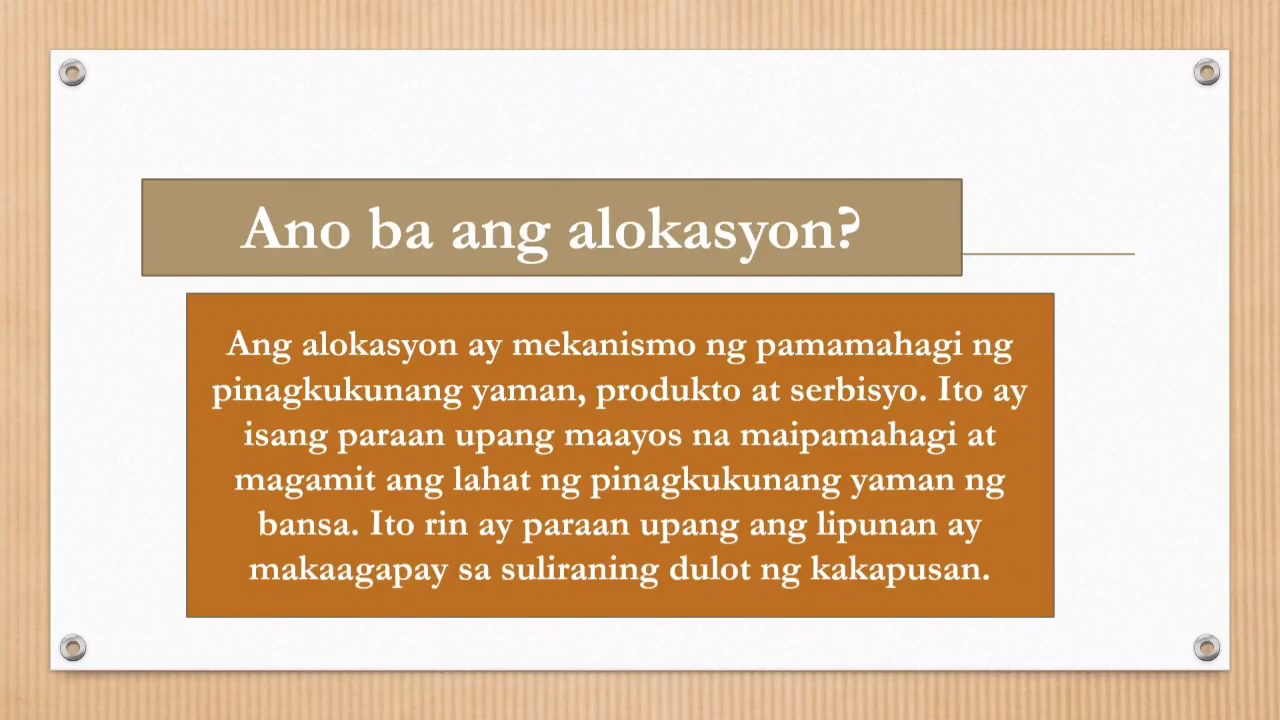 Ano ba ang alokasyon?
Ang alokasyon ay mekanismo ng pamamahagi ng
pinagkukunang yaman, produkto at serbisyo. Ito ay
isang paraan upang maayos na maipamahagi at
magamit ang lahat ng pinagkukunang yaman ng
bansa. Ito rin ay paraan upang ang lipunan ay
makaagapay sa suliraning dulot ng kakapusan.